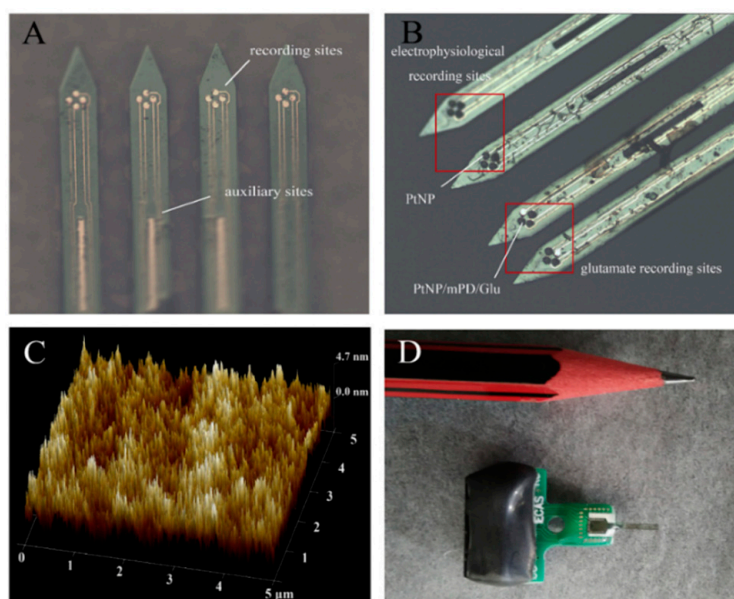 A
recording sites
auxiliary sites
B
electrophysiological
recording sites
PtNP
PtNP/mPD/Glu
glutamate recording sites
C
4.7 nm
0.0 nm
5
4
3
2
1
0
1
2
3
4
5 μm
D
ECAS